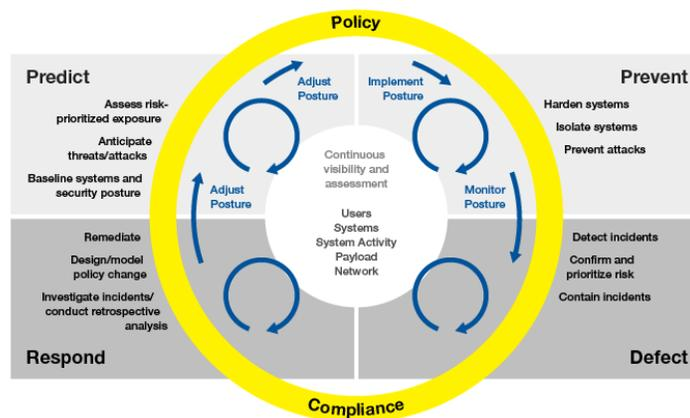 Policy
Predict
Assess risk-
prioritized exposure
Anticipate
threats/attacks
Baseline systems and
security posture
Adjust
Posture
Implement
Posture
Prevent
Harden systems
Isolate systems
Prevent attacks
Adjust
Posture
Continuous
visibility and
assessment
Users
Systems
System Activity
Payload
Network
Monitor
Posture
Remediate
Design/model
policy change
Investigate incidents/
conduct retrospective
analysis
Respond
Detect incidents
Confirm and
prioritize risk
Contain incidents
Defect
Compliance